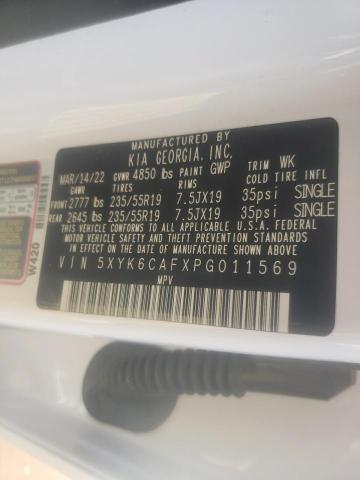 MANUFACTURED BY
KIA GEORGIA, INC.
MAR/14/22 GVWR 4850 lbs PAINT GWP TRIM WK
GAWR TIRES RIMS COLD TIRE INFL
FRONT 2777 lbs 235/55R19 7.5JX19 35psi SINGLE
REAR 2645 lbs 235/55R19 7.5JX19 35psi SINGLE
THIS VEHICLE CONFORMS TO ALL APPLICABLE U.S.A FEDERAL
MOTOR VEHICLE SAFETY, BUMPER, AND THEFT PREVENTION
STANDARDS IN EFFECT ON THE DATE OF MANUFACTURE SHOWN ABOVE.
VIN 5XYK6CAFXPG011569
MPV
W420